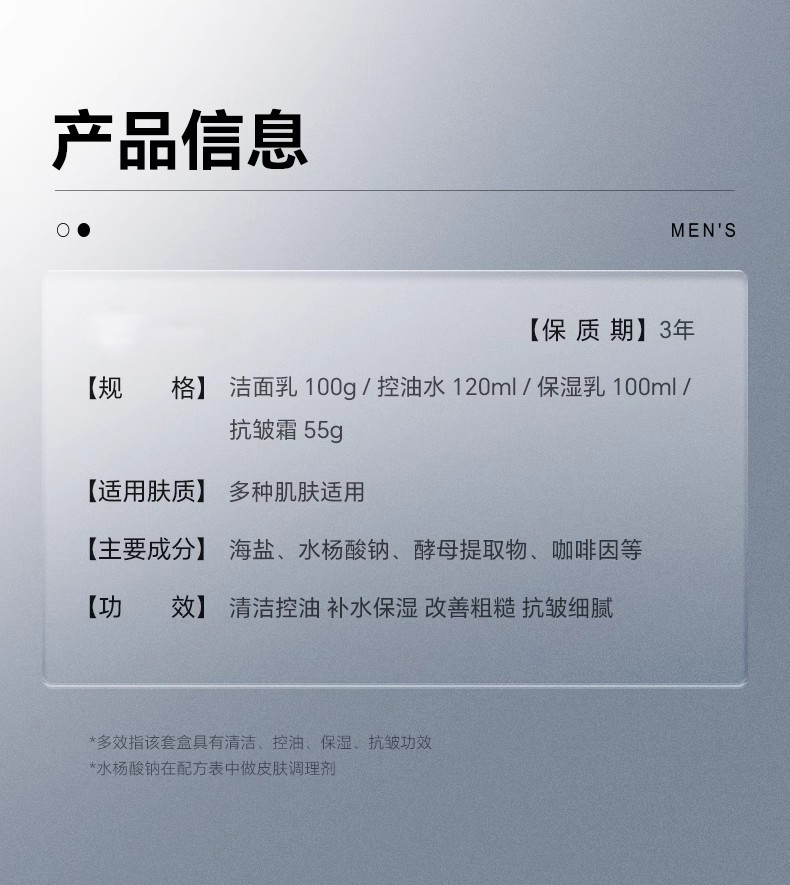 产品信息
MEN'S
【保 质 期】3年
【规 格】 洁面乳 100g / 控油水 120ml / 保湿乳 100ml /
抗皱霜 55g
【适用肤质】 多种肌肤适用
【主要成分】 海盐、水杨酸钠、酵母提取物、咖啡因等
【功 效】 清洁控油 补水保湿 改善粗糙 抗皱细腻
*多效指该套盒具有清洁、控油、保湿、抗皱功效
*水杨酸钠在配方表中做皮肤调理剂